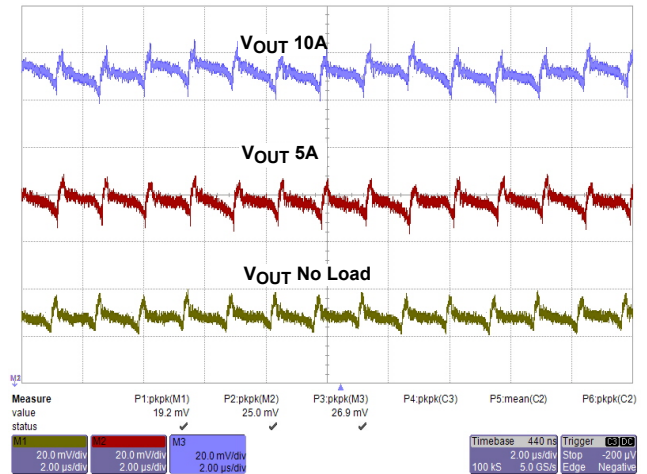 VOUT 10A
VOUT 5A
VOUT No Load
M3
Measure P1:pkpk(M1) P2:pkpk(M2) P3:pkpk(M3) P4:pkpk(C3) P5:mean(C2) P6:pkpk(C2)
value 19.2 mV 25.0 mV 26.9 mV
status ✓ ✓ ✓
M1 M2 M3 Timebase 440 ns Trigger C3 DC
20.0 mV/div 20.0 mV/div 20.0 mV/div 2.00 µs/div Stop -200 µV
2.00 µs/div 2.00 µs/div 2.00 µs/div 100 kS 5.0 GS/s Edge Negative